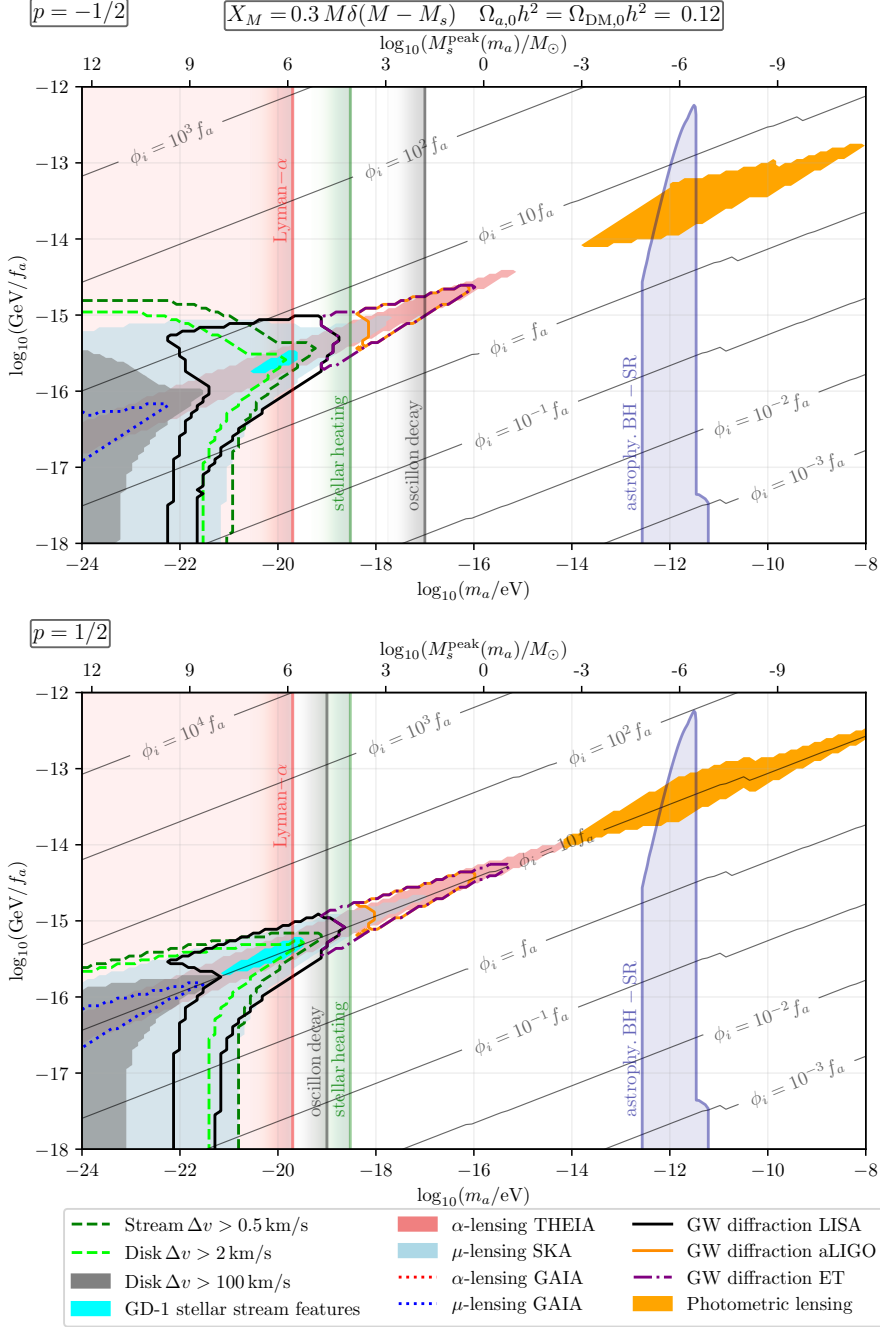 p = −1/2
X_M = 0.3 Mδ(M − M_s)   Ω_{a,0}h² = Ω_{DM,0}h² = 0.12
log₁₀(M_s^{peak}(m_a)/M_⊙)
12 9 6 3 0 -3 -6 -9
−12
−13
−14
−15
−16
−17
−18
log₁₀(GeV/f_a)
ϕ_i = 10³ f_a
ϕ_i = 10² f_a
ϕ_i = 10 f_a
ϕ_i = f_a
ϕ_i = 10⁻¹ f_a
ϕ_i = 10⁻² f_a
ϕ_i = 10⁻³ f_a
Lyman−α
stellar heating
oscillon decay
astrophy. BH − SR
−24 −22 −20 −18 −16 −14 −12 −10 −8
log₁₀(m_a/eV)
p = 1/2
log₁₀(M_s^{peak}(m_a)/M_⊙)
12 9 6 3 0 -3 -6 -9
−12
−13
−14
−15
−16
−17
−18
log₁₀(GeV/f_a)
ϕ_i = 10⁴ f_a
ϕ_i = 10³ f_a
ϕ_i = 10² f_a
ϕ_i = 10 f_a
ϕ_i = f_a
ϕ_i = 10⁻¹ f_a
ϕ_i = 10⁻² f_a
ϕ_i = 10⁻³ f_a
Lyman−α
oscillon decay
stellar heating
astrophy. BH − SR
−24 −22 −20 −18 −16 −14 −12 −10 −8
log₁₀(m_a/eV)
Stream Δv > 0.5 km/s
Disk Δv > 2 km/s
Disk Δv > 100 km/s
GD-1 stellar stream features
α-lensing THEIA
μ-lensing SKA
α-lensing GAIA
μ-lensing GAIA
GW diffraction LISA
GW diffraction aLIGO
GW diffraction ET
Photometric lensing